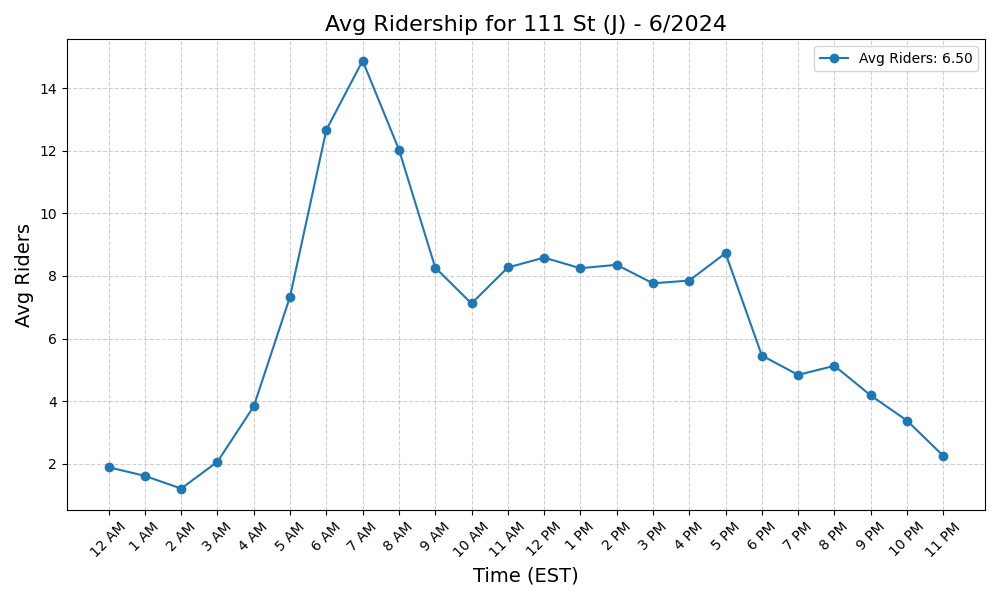 Avg Ridership for 111 St (J) - 6/2024
Avg Riders: 6.50
Avg Riders
14
12
10
8
6
4
2
12 AM
1 AM
2 AM
3 AM
4 AM
5 AM
6 AM
7 AM
8 AM
9 AM
10 AM
11 AM
12 PM
1 PM
2 PM
3 PM
4 PM
5 PM
6 PM
7 PM
8 PM
9 PM
10 PM
11 PM
Time (EST)